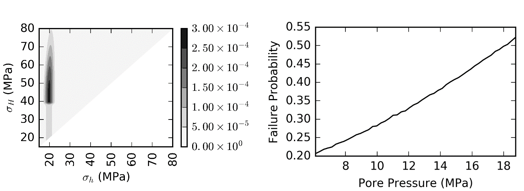 80
70
60
50
40
30
20
σ_H (MPa)
20 30 40 50 60 70 80
σ_h (MPa)
3.00 × 10⁻⁴
2.50 × 10⁻⁴
2.00 × 10⁻⁴
1.50 × 10⁻⁴
1.00 × 10⁻⁴
5.00 × 10⁻⁵
0.00 × 10⁰
0.55
0.50
0.45
0.40
0.35
0.30
0.25
0.20
Failure Probability
8 10 12 14 16 18
Pore Pressure (MPa)